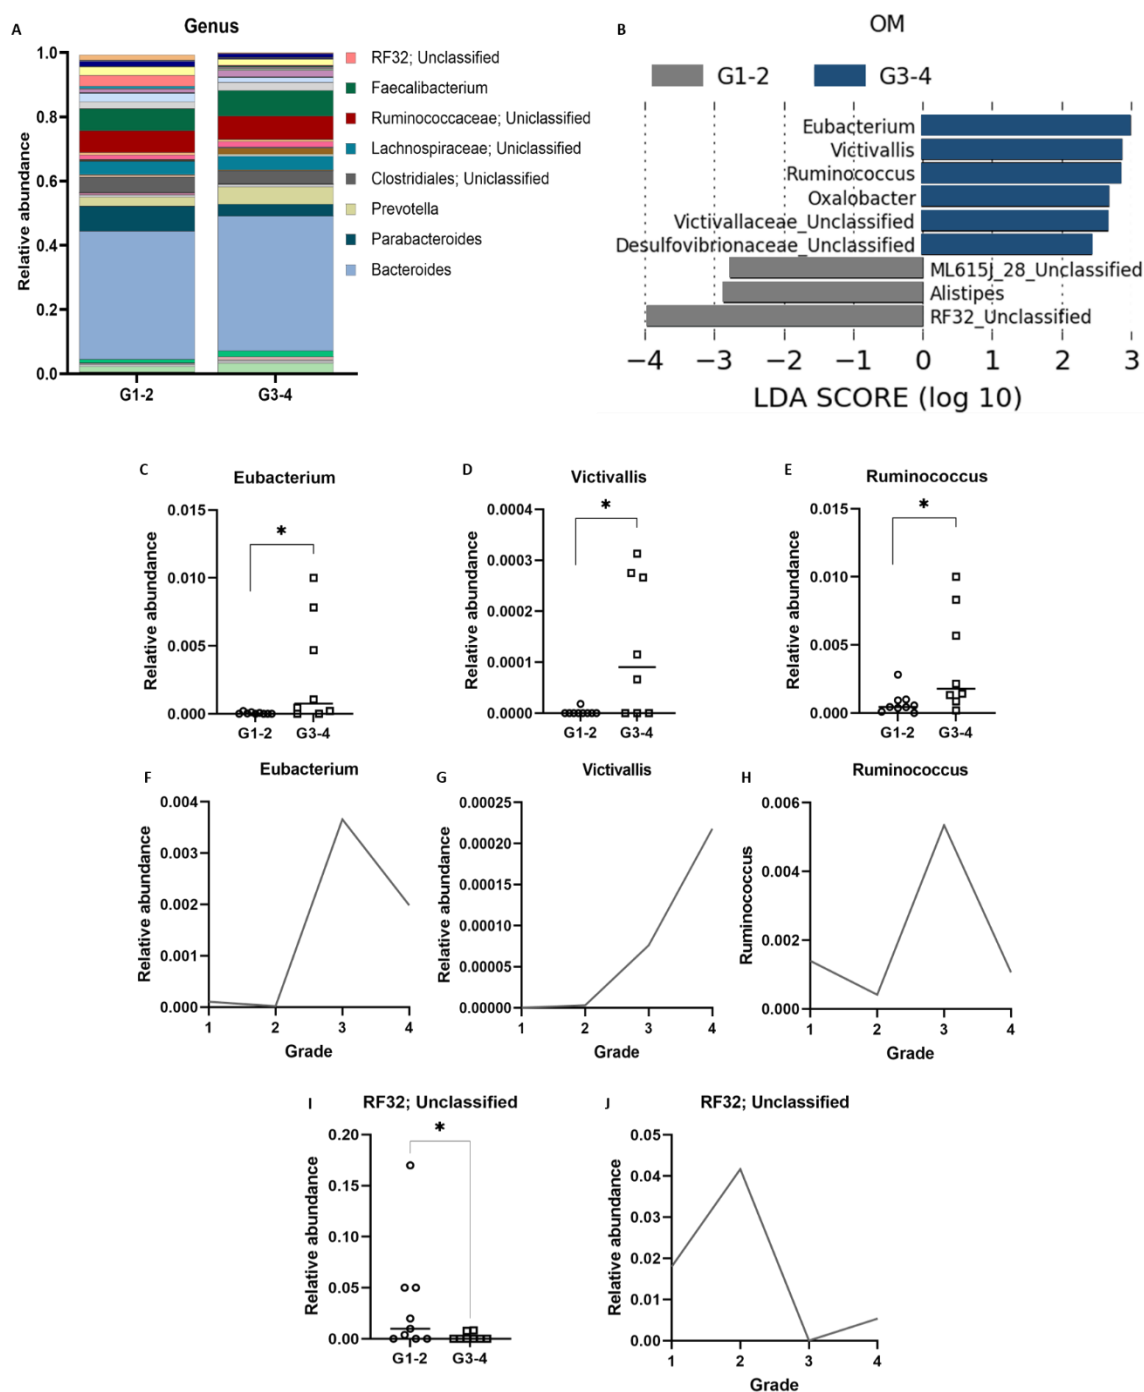 A
Genus
1.0
0.8
0.6
0.4
0.2
0.0
Relative abundance
G1-2
G3-4
RF32; Unclassified
Faecalibacterium
Ruminococcaceae; Uniclassified
Lachnospiraceae; Uniclassified
Clostridiales; Uniclassified
Prevotella
Parabacteroides
Bacteroides
B
OM
G1-2
G3-4
Eubacterium
Victivallis
Ruminococcus
Oxalobacter
Victivallaceae_Unclassified
Desulfovibrionaceae_Unclassified
ML615J_28_Unclassified
Alistipes
RF32_Unclassified
−4 −3 −2 −1 0 1 2 3
LDA SCORE (log 10)
C
Eubacterium
Relative abundance
0.015
0.010
0.005
0.000
*
G1-2 G3-4
D
Victivallis
Relative abundance
0.0004
0.0003
0.0002
0.0001
0.0000
*
G1-2 G3-4
E
Ruminococcus
Relative abundance
0.015
0.010
0.005
0.000
*
G1-2 G3-4
F
Eubacterium
Relative abundance
0.004
0.003
0.002
0.001
0.000
1 2 3 4
Grade
G
Victivallis
Relative abundance
0.00025
0.00020
0.00015
0.00010
0.00005
0.00000
1 2 3 4
Grade
H
Ruminococcus
Ruminococcus
0.006
0.004
0.002
0.000
1 2 3 4
Grade
I
RF32; Unclassified
Relative abundance
0.20
0.15
0.10
0.05
0.00
*
G1-2 G3-4
J
RF32; Unclassified
Relative abundance
0.05
0.04
0.03
0.02
0.01
0.00
1 2 3 4
Grade